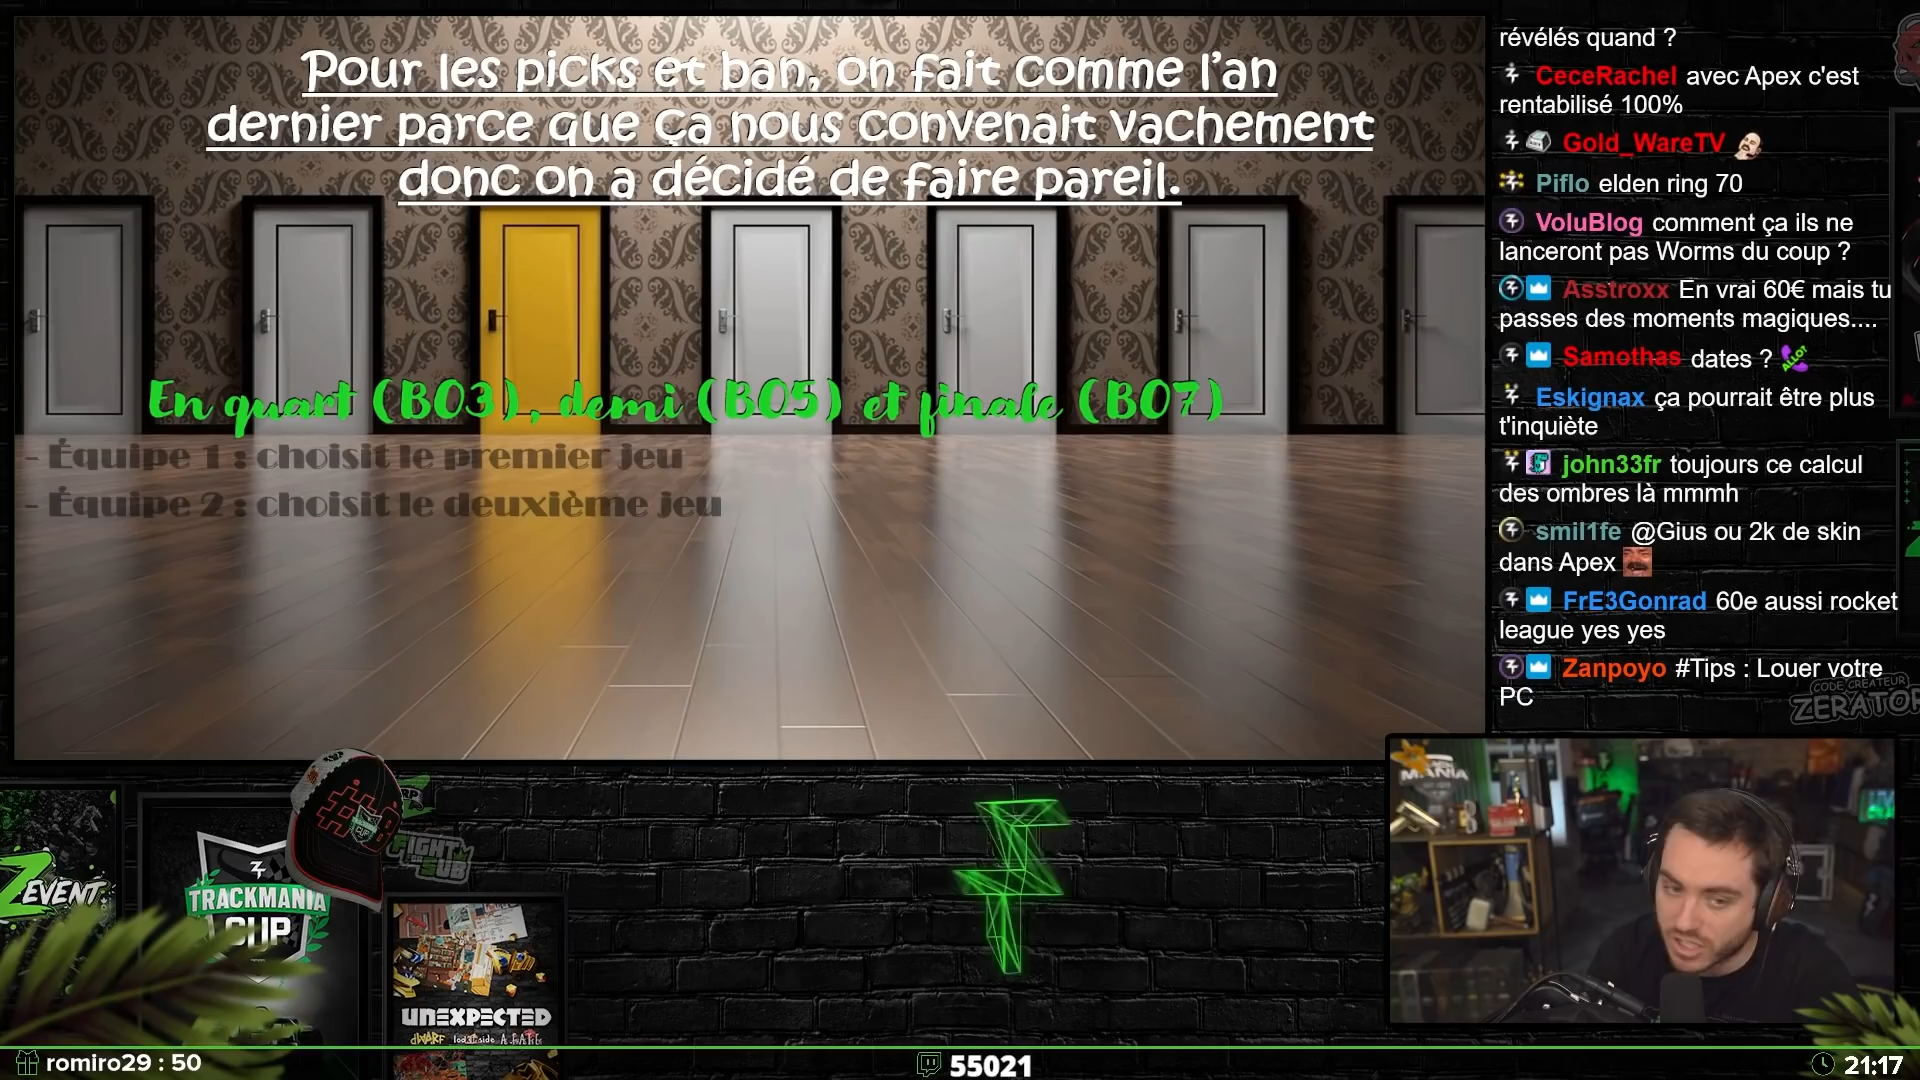 Pour les picks et ban, on fait comme l'an
dernier parce que ça nous convenait vachement
donc on a décidé de faire pareil.
En quart (BO3), demi (BO5) et finale (BO7)
- Équipe 1 : choisit le premier jeu
- Équipe 2 : choisit le deuxième jeu
révélés quand ?
CeceRachel avec Apex c'est
rentabilisé 100%
Gold_WareTV
Piflo elden ring 70
VoluBlog comment ça ils ne
lanceront pas Worms du coup ?
Asstroxx En vrai 60€ mais tu
passes des moments magiques....
Samothas dates ? ALLO?
Eskignax ça pourrait être plus
t'inquiète
john33fr toujours ce calcul
des ombres là mmmh
smil1fe @Gius ou 2k de skin
dans Apex
FrE3Gonrad 60e aussi rocket
league yes yes
Zanpoyo #Tips : Louer votre
PC
CODE CREATEUR
ZERATOR
MANIA
ZEVENT
TRACKMANIA
CUP
FIGHT
SUB
UNEXPECTED
romiro29 : 50
55021
21:17